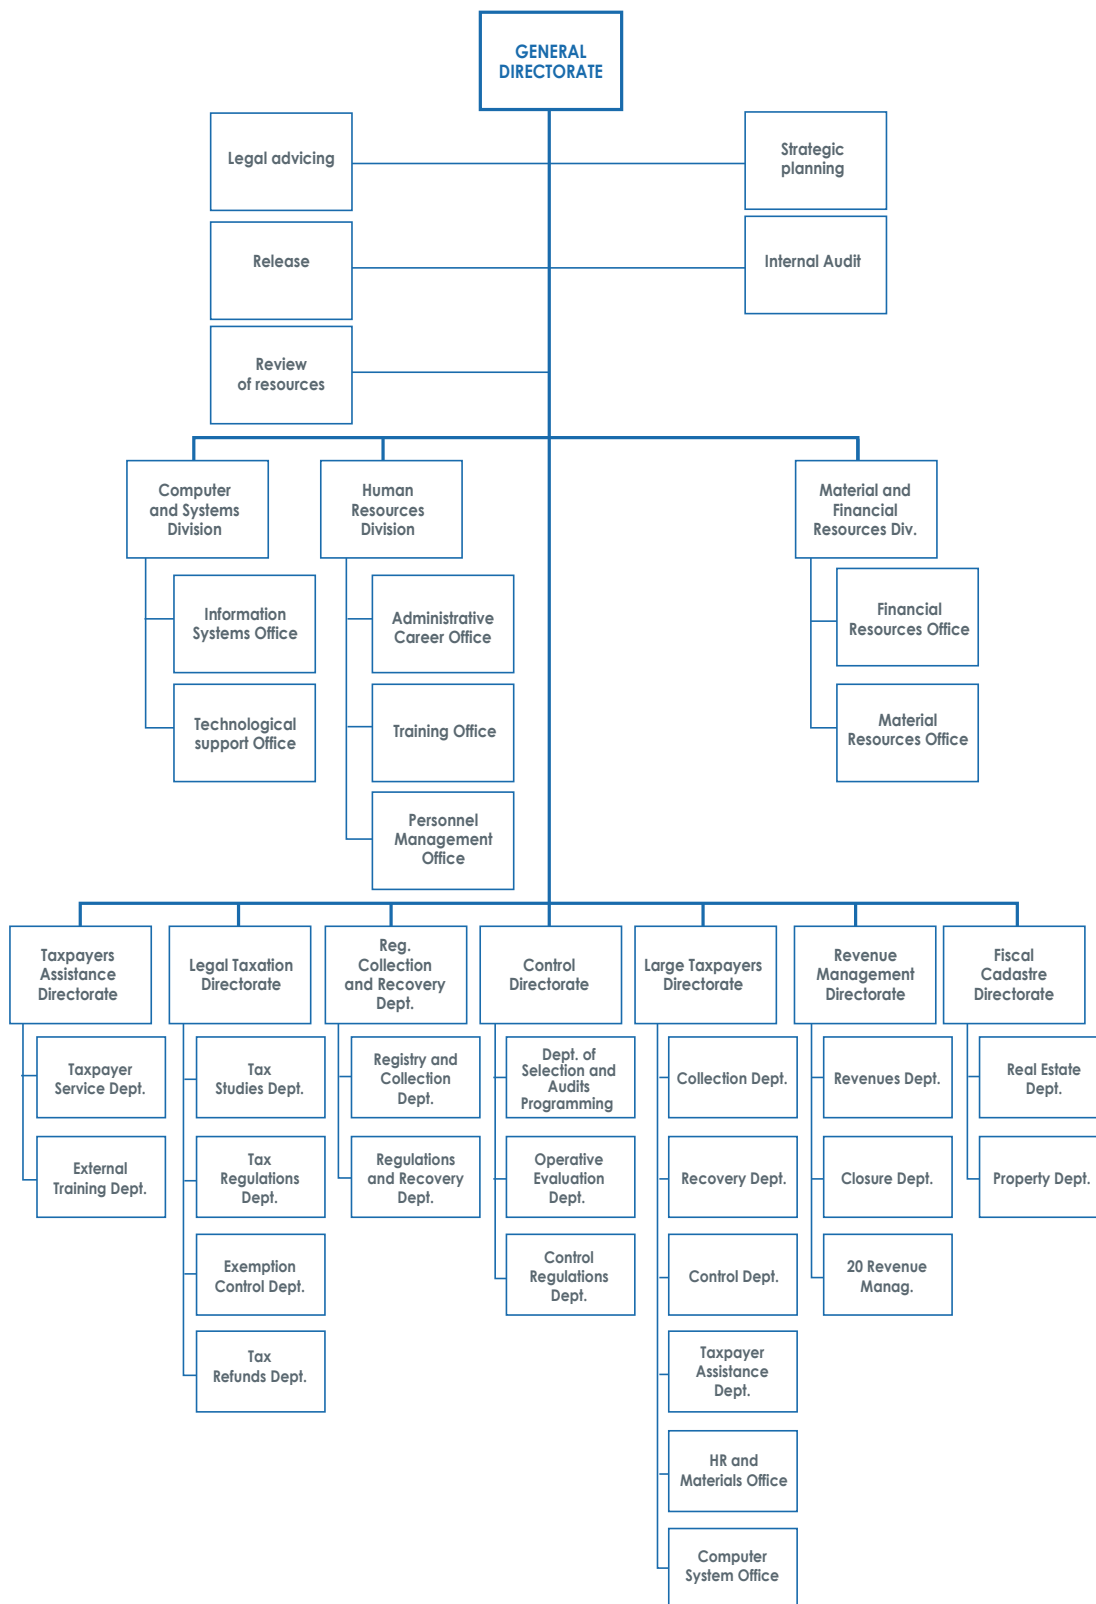 GENERAL
DIRECTORATE
Legal advicing
Strategic
planning
Release
Internal Audit
Review
of resources
Computer
and Systems
Division
Human
Resources
Division
Material and
Financial
Resources Div.
Information
Systems Office
Administrative
Career Office
Financial
Resources Office
Technological
support Office
Training Office
Material
Resources Office
Personnel
Management
Office
Taxpayers
Assistance
Directorate
Legal Taxation
Directorate
Reg.
Collection
and Recovery
Dept.
Control
Directorate
Large Taxpayers
Directorate
Revenue
Management
Directorate
Fiscal
Cadastre
Directorate
Taxpayer
Service Dept.
Tax
Studies Dept.
Registry and
Collection
Dept.
Dept. of
Selection and
Audits
Programming
Collection Dept.
Revenues Dept.
Real Estate
Dept.
External
Training Dept.
Tax
Regulations
Dept.
Regulations
and Recovery
Dept.
Operative
Evaluation
Dept.
Recovery Dept.
Closure Dept.
Property Dept.
Exemption
Control Dept.
Control
Regulations
Dept.
Control Dept.
20 Revenue
Manag.
Tax
Refunds Dept.
Taxpayer
Assistance
Dept.
HR and
Materials Office
Computer
System Office